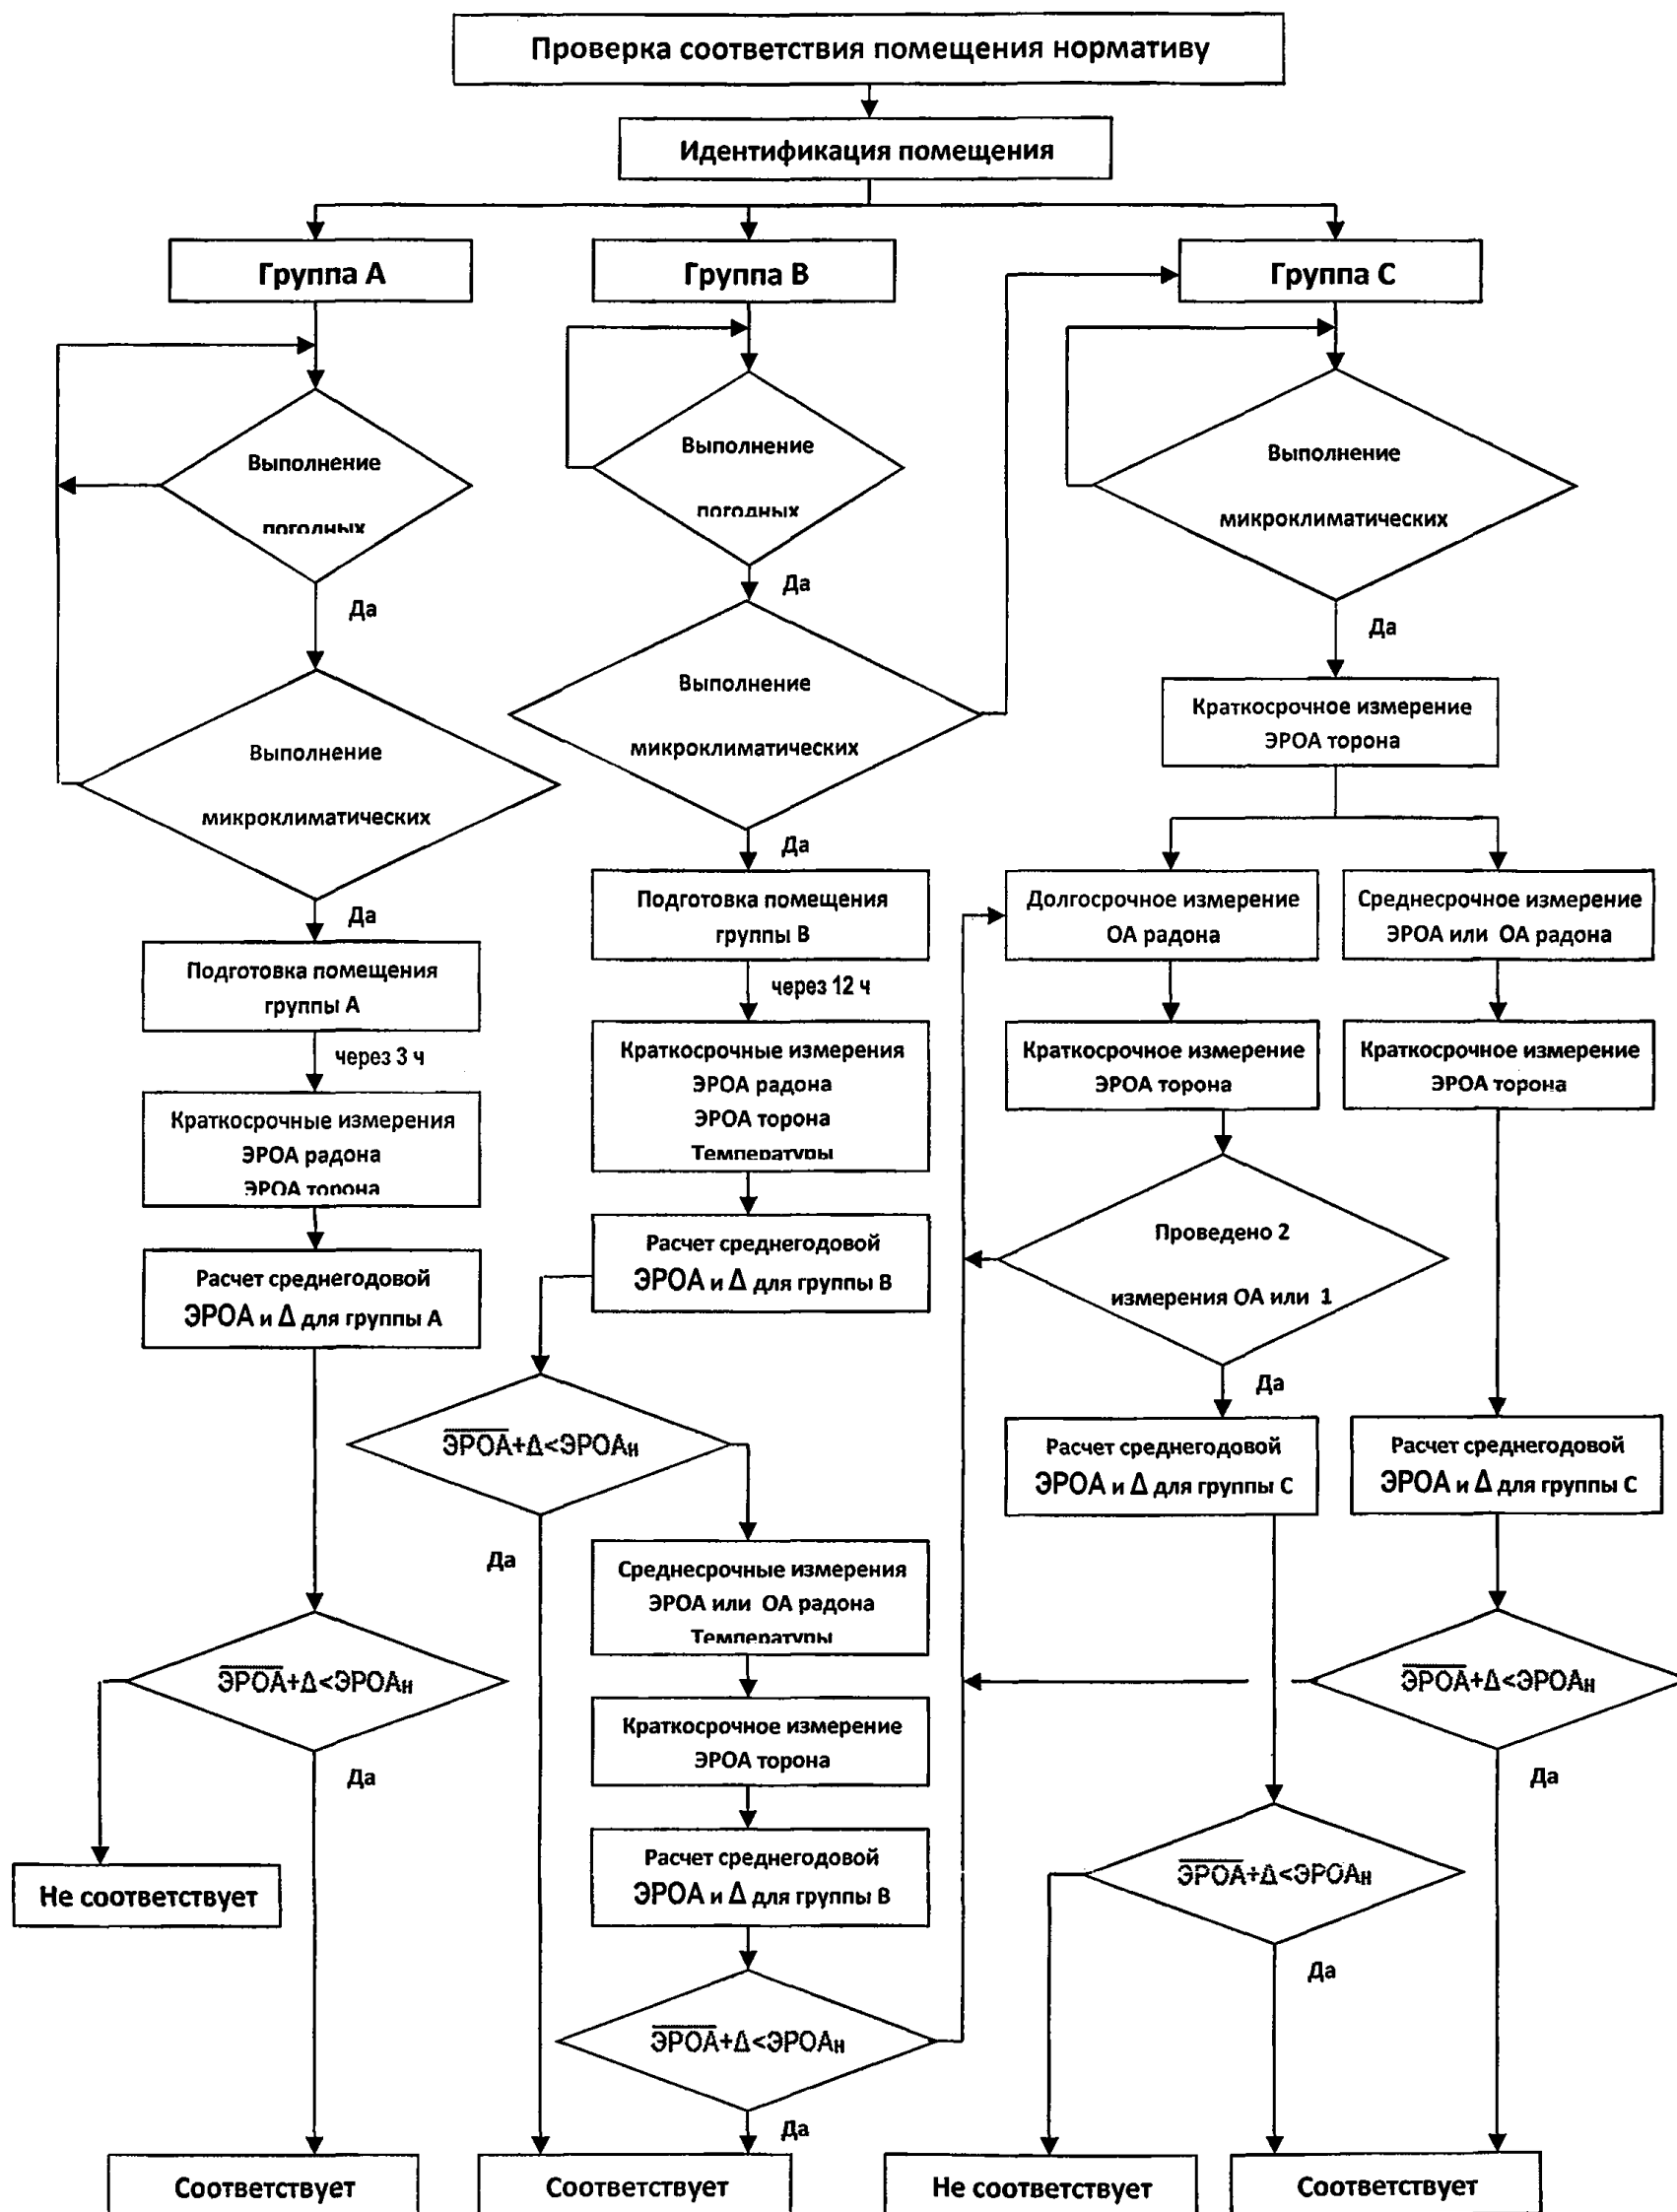 Проверка соответствия помещения нормативу
Идентификация помещения
Группа А
Выполнение
погодных
Да
Выполнение
микроклиматических
Да
Подготовка помещения
группы А
через 3 ч
Краткосрочные измерения
ЭРОА радона
ЭРОА торона
Расчет среднегодовой
ЭРОА и Δ для группы А
ЭРОА+Δ<ЭРОАН
Да
Не соответствует
Соответствует
Группа В
Выполнение
погодных
Да
Выполнение
микроклиматических
Да
Подготовка помещения
группы В
через 12 ч
Краткосрочные измерения
ЭРОА радона
ЭРОА торона
Температуры
Расчет среднегодовой
ЭРОА и Δ для группы В
ЭРОА+Δ<ЭРОАН
Да
Среднесрочные измерения
ЭРОА или ОА радона
Температуры
Краткосрочное измерение
ЭРОА торона
Расчет среднегодовой
ЭРОА и Δ для группы В
ЭРОА+Δ<ЭРОАН
Да
Соответствует
Группа С
Выполнение
микроклиматических
Да
Краткосрочное измерение
ЭРОА торона
Долгосрочное измерение
ОА радона
Краткосрочное измерение
ЭРОА торона
Проведено 2
измерения ОА или 1
Да
Расчет среднегодовой
ЭРОА и Δ для группы С
ЭРОА+Δ<ЭРОАН
Да
Не соответствует
Среднесрочное измерение
ЭРОА или ОА радона
Краткосрочное измерение
ЭРОА торона
Расчет среднегодовой
ЭРОА и Δ для группы С
ЭРОА+Δ<ЭРОАН
Да
Соответствует